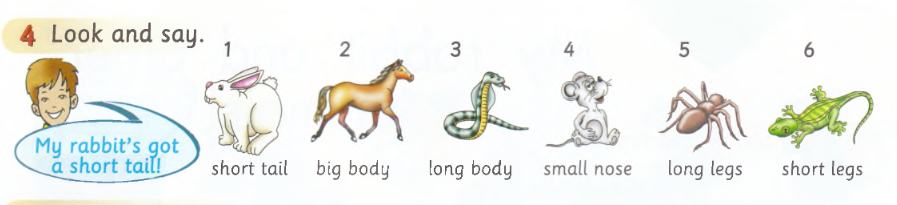 4 Look and say.
1 2 3 4 5 6
My rabbit's got
a short tail!
short tail big body long body small nose long legs short legs